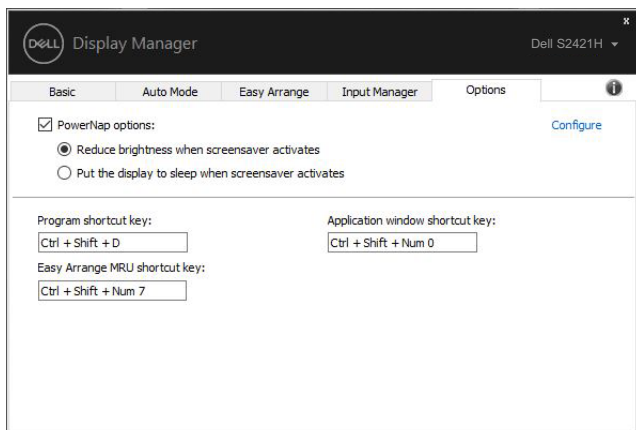 x
DELL
Display Manager
Dell S2421H
Basic
Auto Mode
Easy Arrange
Input Manager
Options
i
PowerNap options:
Configure
Reduce brightness when screensaver activates
Put the display to sleep when screensaver activates
Program shortcut key:
Application window shortcut key:
Ctrl + Shift + D
Ctrl + Shift + Num 0
Easy Arrange MRU shortcut key:
Ctrl + Shift + Num 7